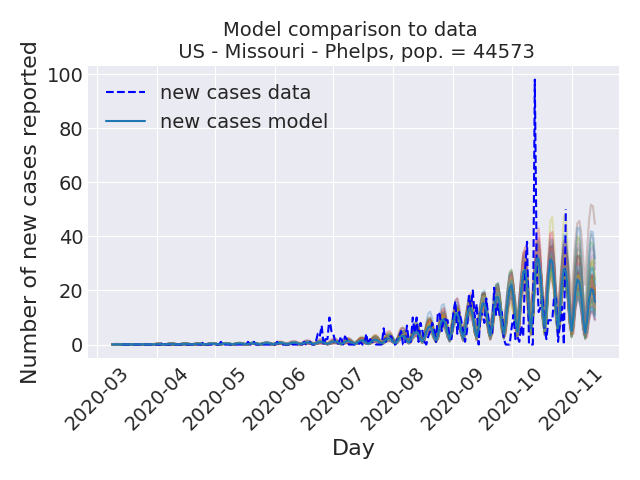 Model comparison to data
US - Missouri - Phelps, pop. = 44573
Number of new cases reported
100
80
60
40
20
0
new cases data
new cases model
2020-03
2020-04
2020-05
2020-06
2020-07
2020-08
2020-09
2020-10
2020-11
Day